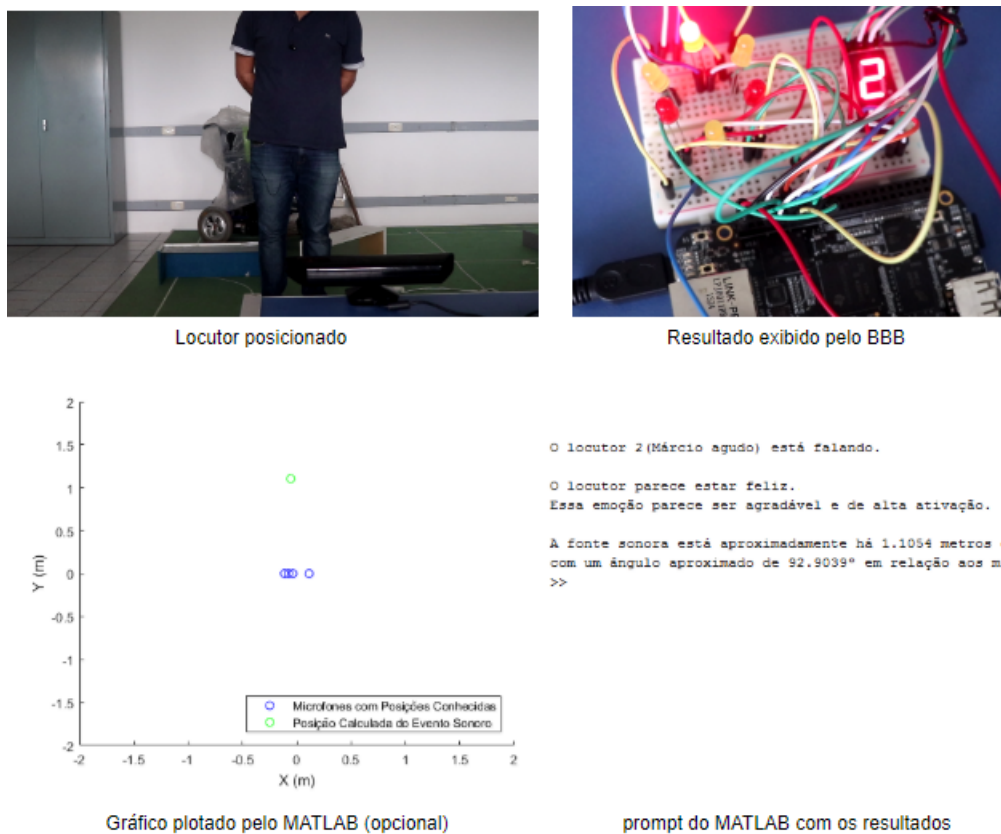 2
LINK-P
Locutor posicionado
Resultado exibido pelo BBB
2
1.5
1
0.5
0
-0.5
-1
-1.5
-2
Y (m)
Microfones com Posições Conhecidas
Posição Calculada do Evento Sonoro
-2
-1.5
-1
-0.5
0
0.5
1
1.5
2
X (m)
O locutor 2(Márcio agudo) está falando.
O locutor parece estar feliz.
Essa emoção parece ser agradável e de alta ativação.
A fonte sonora está aproximadamente há 1.1054 metros
com um ângulo aproximado de 92.9039° em relação aos
>>
Gráfico plotado pelo MATLAB (opcional)
prompt do MATLAB com os resultados